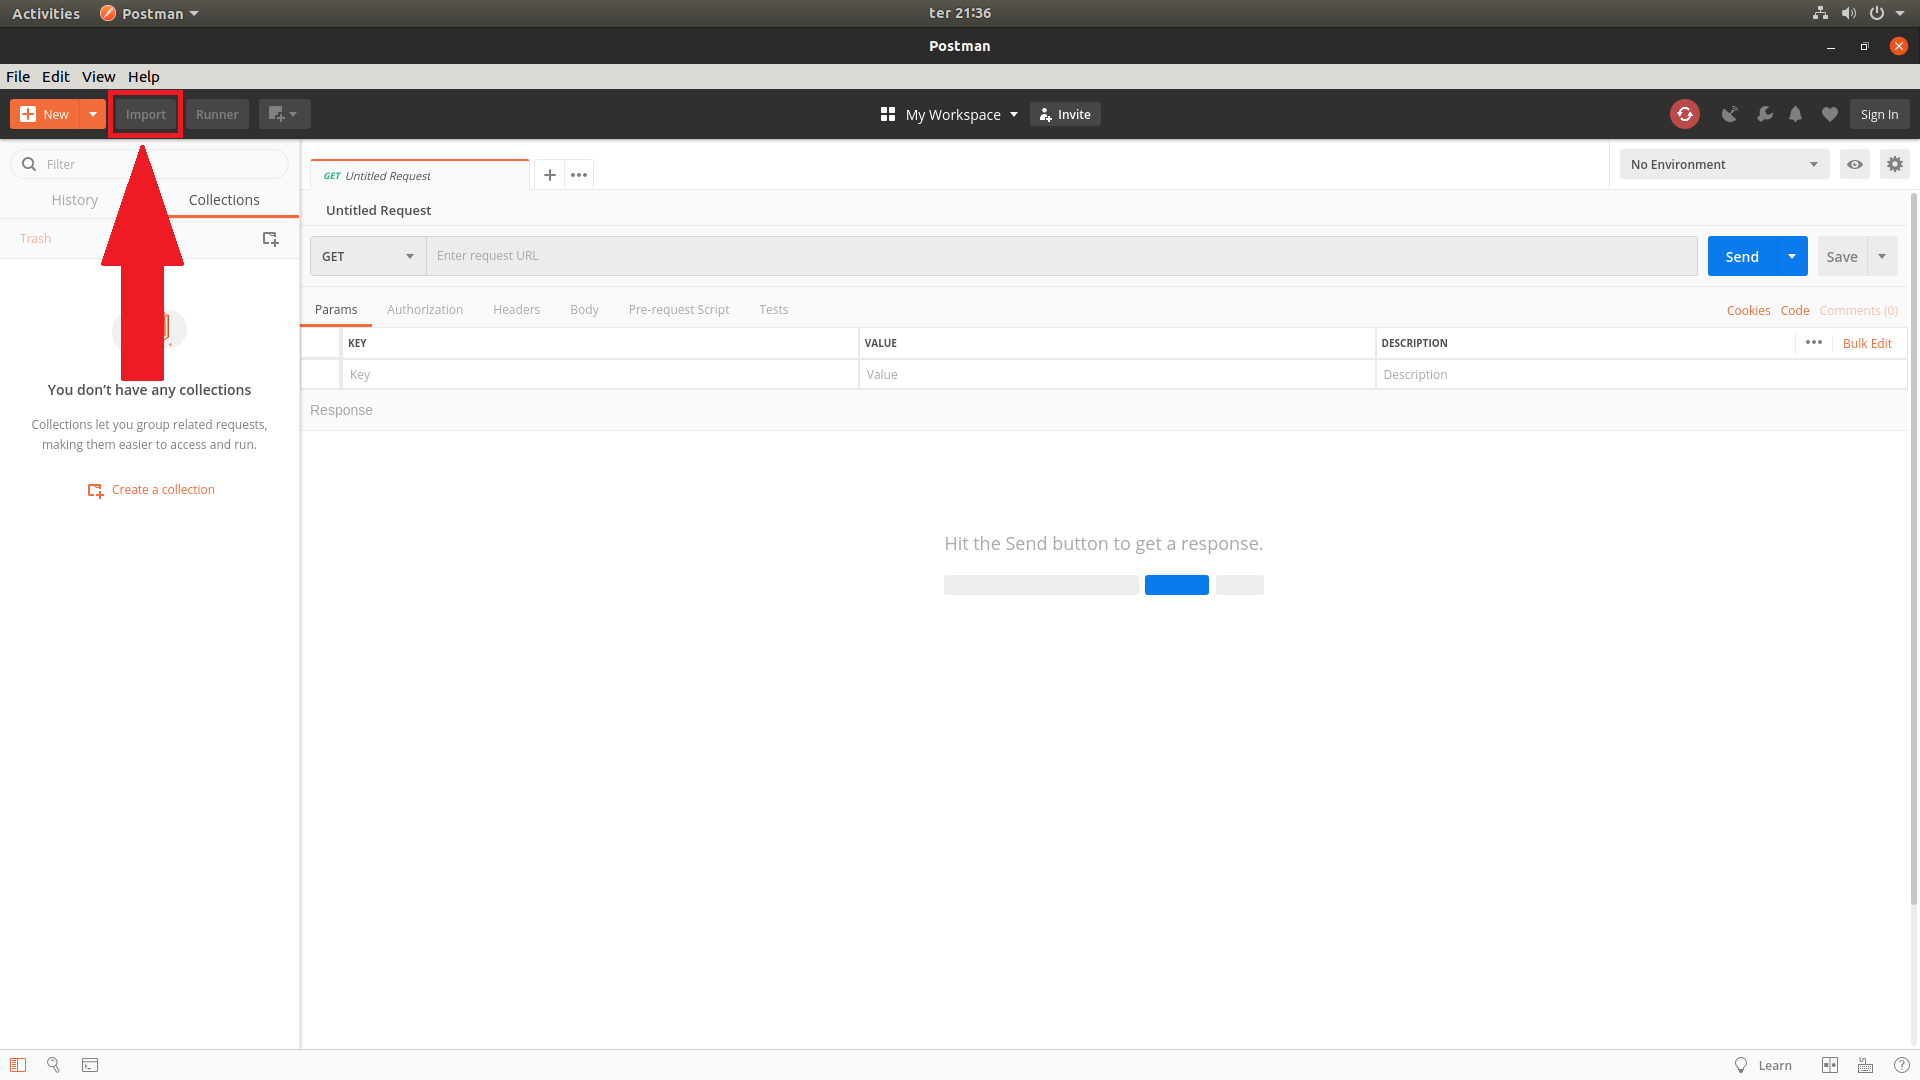 Activities Postman ter 21:36
Postman
File Edit View Help
New Import Runner My Workspace Invite Sign In
Filter
History Collections
Trash
You don't have any collections
Collections let you group related requests,
making them easier to access and run.
Create a collection
GET Untitled Request
No Environment
Untitled Request
GET Enter request URL Send Save
Params Authorization Headers Body Pre-request Script Tests Cookies Code Comments (0)
KEY VALUE DESCRIPTION Bulk Edit
Key Value Description
Response
Hit the Send button to get a response.
Learn